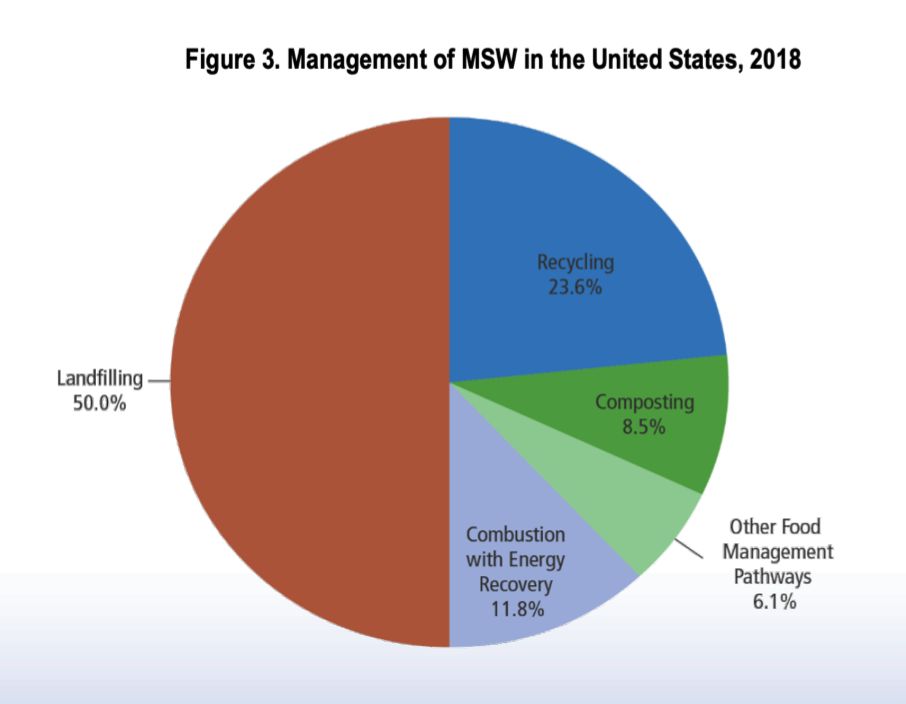 Figure 3. Management of MSW in the United States, 2018
Recycling
23.6%
Landfilling
50.0%
Composting
8.5%
Combustion
with Energy
Recovery
11.8%
Other Food
Management
Pathways
6.1%